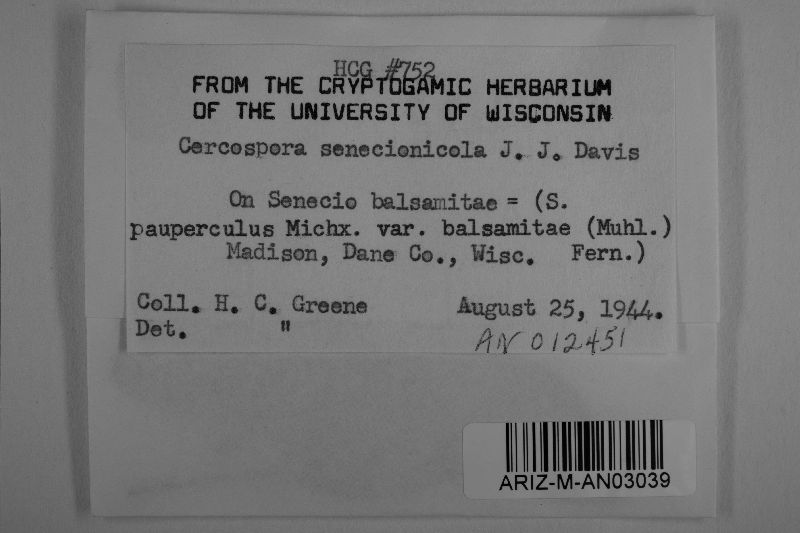 HCG #752
FROM THE CRYPTOGAMIC HERBARIUM
OF THE UNIVERSITY OF WISCONSIN
Cercospora senecionicola J. J. Davis
On Senecio balsamitae = (S.
pauperculus Michx. var. balsamitae (Muhl.)
Madison, Dane Co., Wisc. Fern.)
Coll. H. C. Greene August 25, 1944.
Det. "
AN 012451
ARIZ-M-AN03039